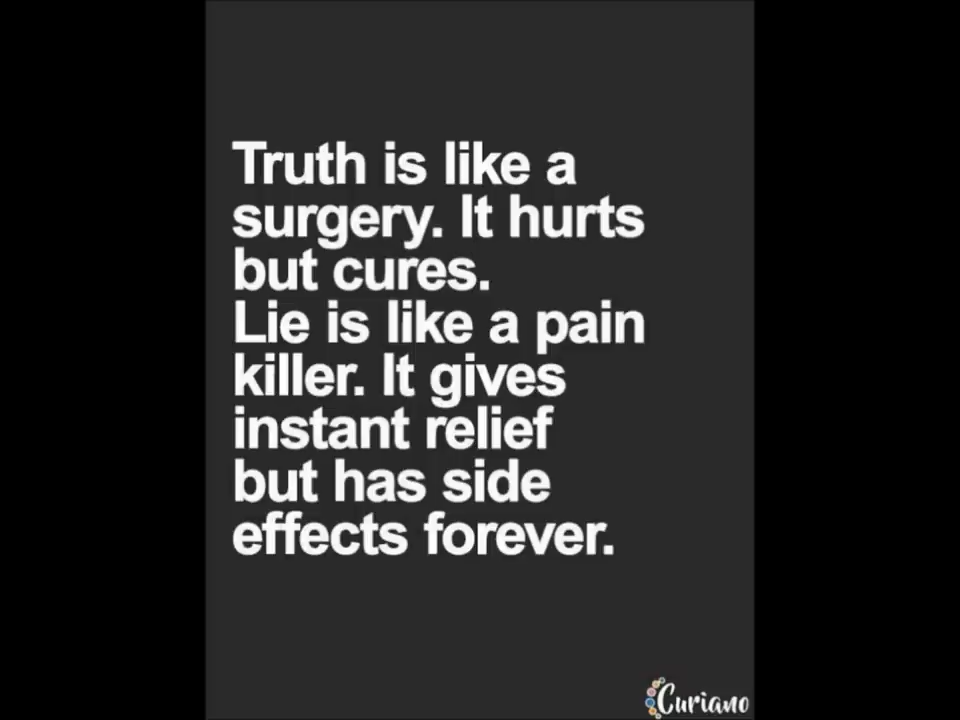 Truth is like a
surgery. It hurts
but cures.
Lie is like a pain
killer. It gives
instant relief
but has side
effects forever.
Curiano